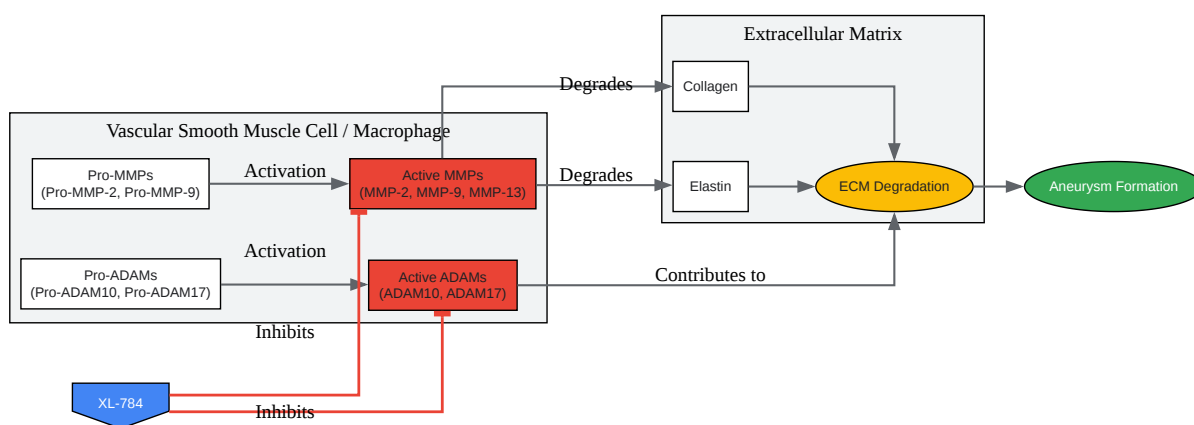 Extracellular Matrix
Degrades
Collagen
Vascular Smooth Muscle Cell / Macrophage
Pro-MMPs
(Pro-MMP-2, Pro-MMP-9)
Activation
Active MMPs
(MMP-2, MMP-9, MMP-13)
Degrades
Elastin
ECM Degradation
Aneurysm Formation
Pro-ADAMs
(Pro-ADAM10, Pro-ADAM17)
Activation
Active ADAMs
(ADAM10, ADAM17)
Contributes to
Inhibits
XL-784
Inhibits